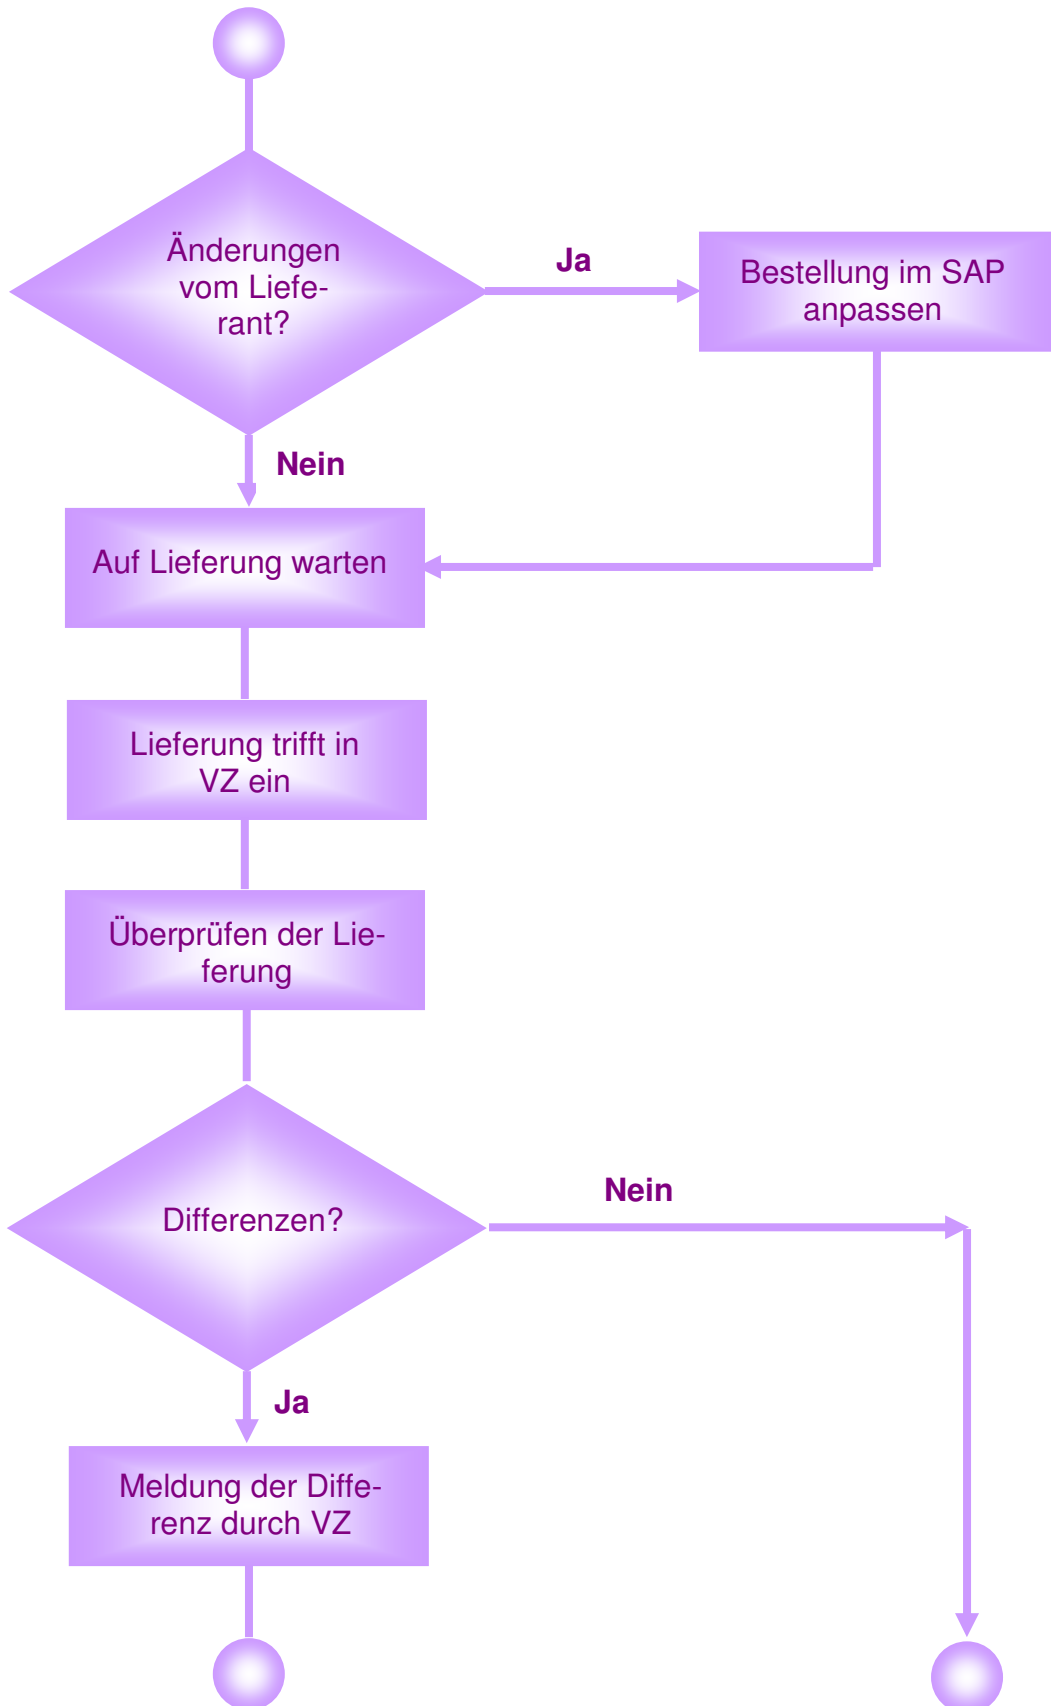 Änderungen
vom Liefe-
rant?
Ja
Bestellung im SAP
anpassen
Nein
Auf Lieferung warten
Lieferung trifft in
VZ ein
Überprüfen der Lie-
ferung
Differenzen?
Nein
Ja
Meldung der Diffe-
renz durch VZ